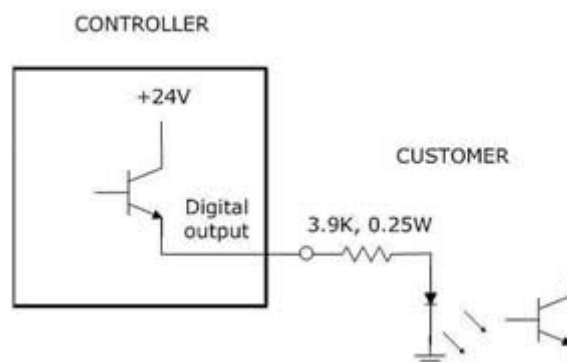 CONTROLLER
+24V
CUSTOMER
Digital
output
3.9K, 0.25W